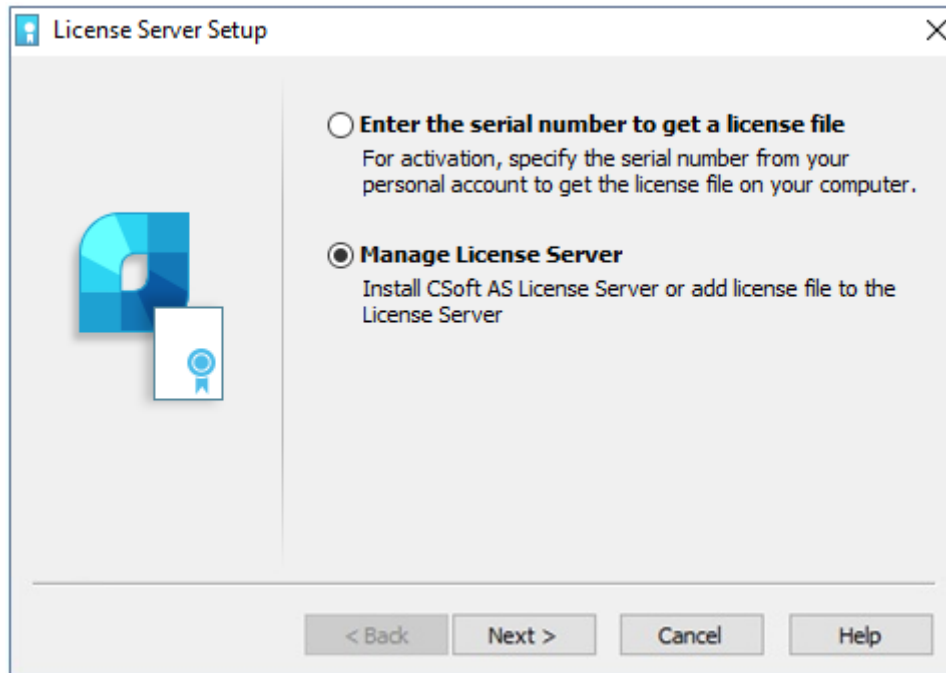 License Server Setup
Enter the serial number to get a license file
For activation, specify the serial number from your
personal account to get the license file on your computer.
Manage License Server
Install CSoft AS License Server or add license file to the
License Server
< Back
Next >
Cancel
Help